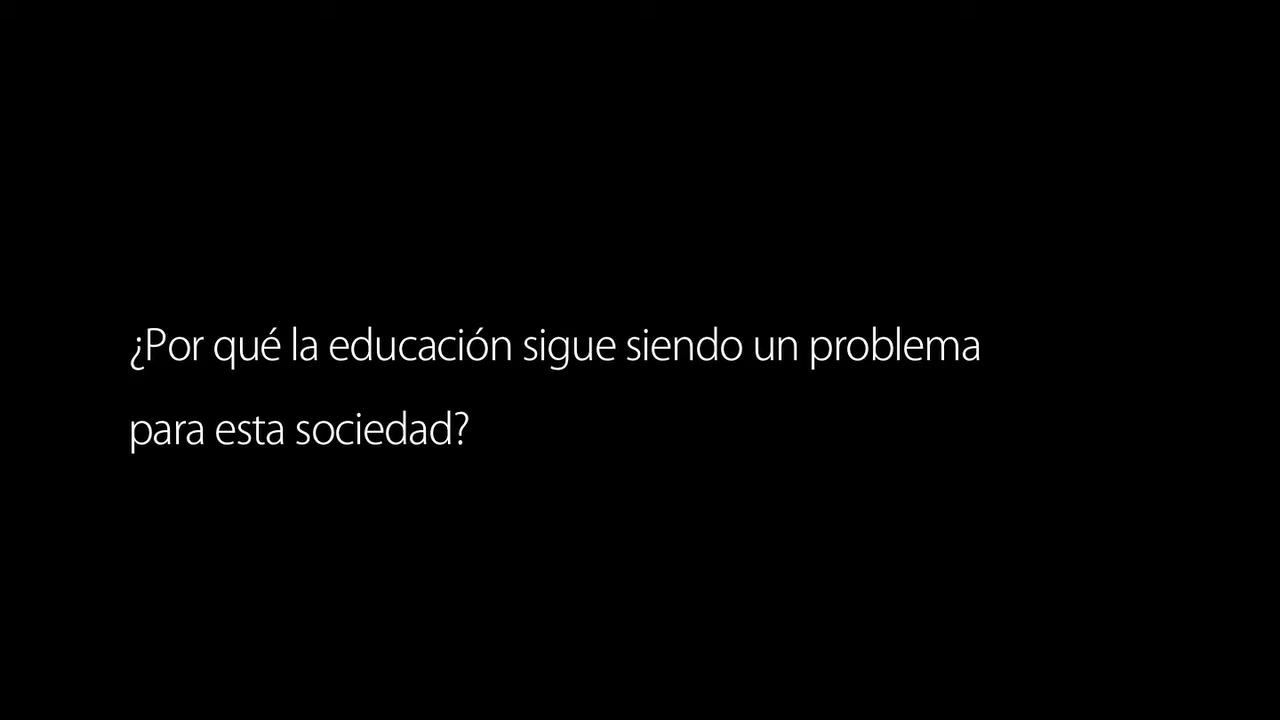 ¿Por qué la educación sigue siendo un problema
para esta sociedad?